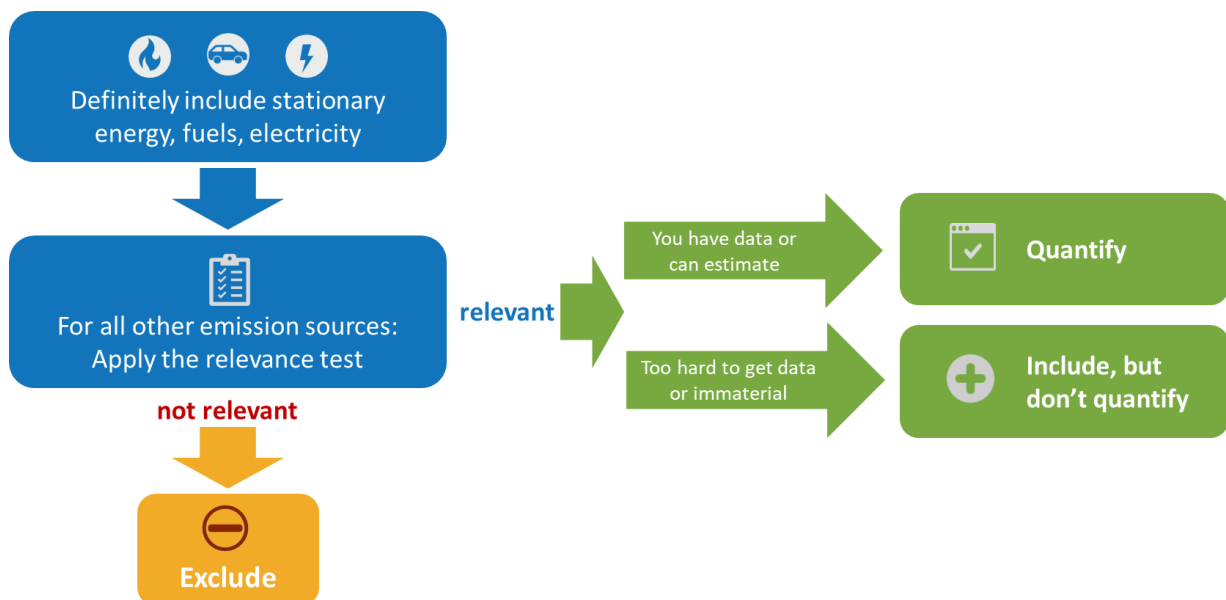 Definitely include stationary
energy, fuels, electricity
For all other emission sources:
Apply the relevance test
relevant
You have data or
can estimate
Quantify
Too hard to get data
or immaterial
Include, but
don’t quantify
not relevant
Exclude